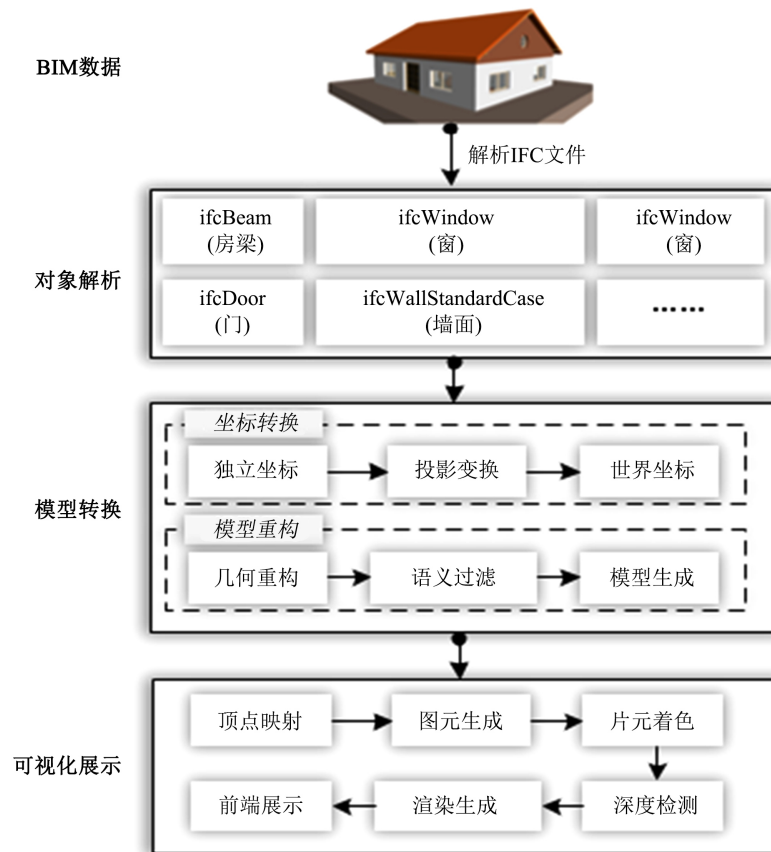 BIM数据
解析IFC文件
对象解析
ifcBeam
(房梁)
ifcWindow
(窗)
ifcWindow
(窗)
ifcDoor
(门)
ifcWallStandardCase
(墙面)
……
模型转换
坐标转换
独立坐标
投影变换
世界坐标
模型重构
几何重构
语义过滤
模型生成
可视化展示
顶点映射
图元生成
片元着色
前端展示
渲染生成
深度检测